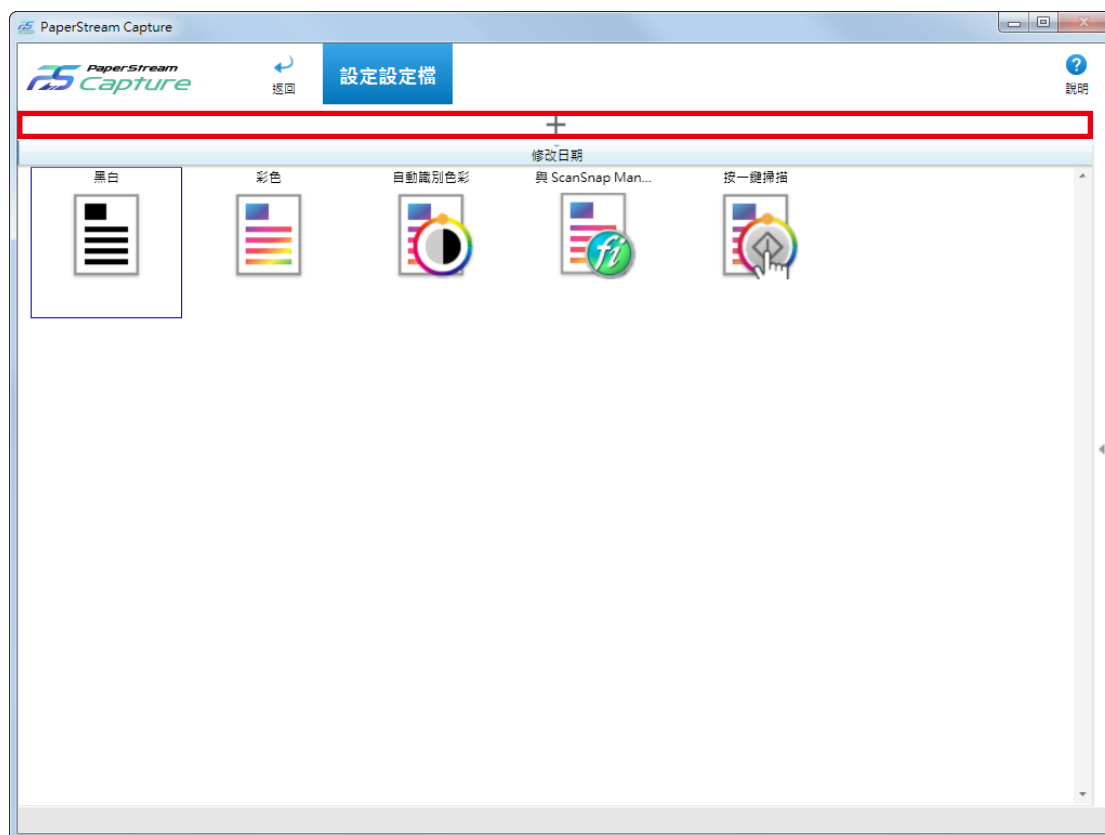 PaperStream Capture
PaperStream
Capture
返回
設定設定檔
說明
修改日期
黑白
彩色
自動識別色彩
與 ScanSnap Man...
按一鍵掃描